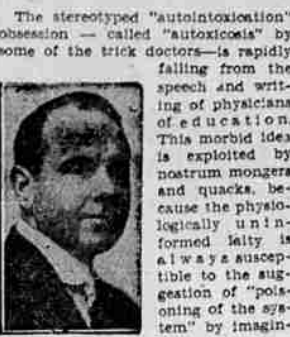 The stereotyped "autointoxication"
obsession — called "autoxicosis" by
some of the trick doctors—is rapidly
falling from the
speech and writ-
ing of physicians
of education.
This morbid idea
is exploited by
nostrum mongers
and quacks, be-
cause the physio-
logically unin-
formed laity is
always suscep-
tible to the sug-
gestion of "pois-
oning of the sys-
tem" by imagin-